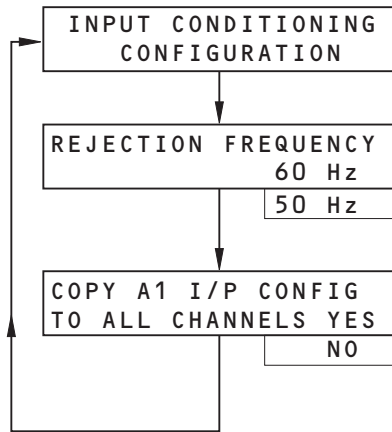 INPUT CONDITIONING
CONFIGURATION
REJECTION FREQUENCY
60 Hz
50 Hz
COPY A1 I/P CONFIG
TO ALL CHANNELS YES
NO